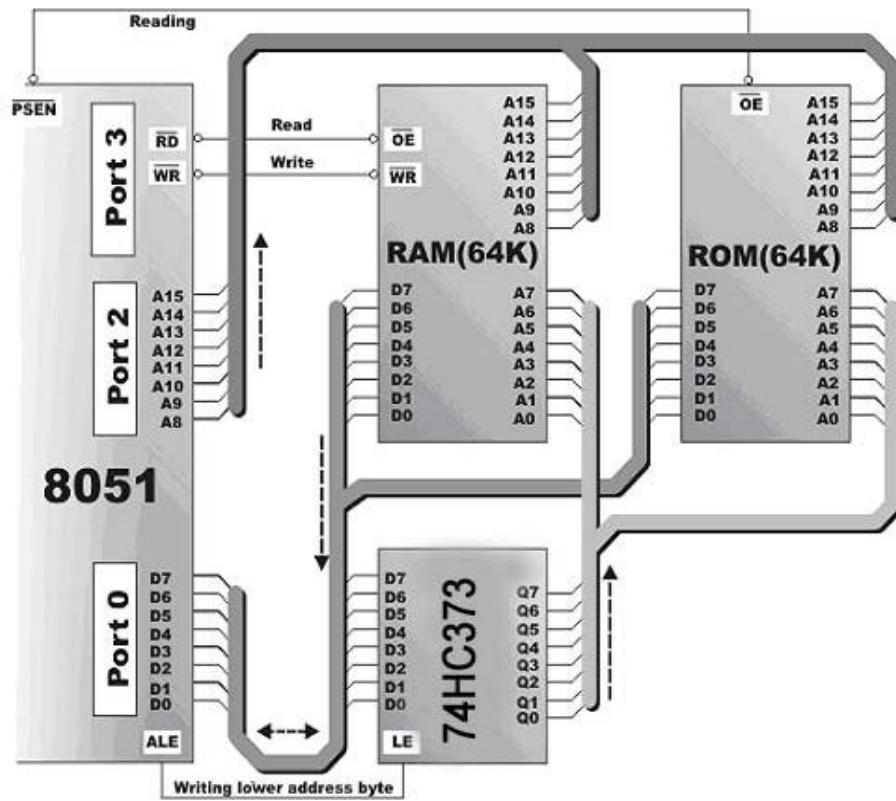 Reading
PSEN
Port 3
RD
WR
Read
Write
OE
WR
A15
A14
A13
A12
A11
A10
A9
A8
RAM(64K)
OE
A15
A14
A13
A12
A11
A10
A9
A8
ROM(64K)
Port 2
A15
A14
A13
A12
A11
A10
A9
A8
D7
D6
D5
D4
D3
D2
D1
D0
A7
A6
A5
A4
A3
A2
A1
A0
D7
D6
D5
D4
D3
D2
D1
D0
A7
A6
A5
A4
A3
A2
A1
A0
8051
Port 0
D7
D6
D5
D4
D3
D2
D1
D0
ALE
D7
D6
D5
D4
D3
D2
D1
D0
74HC373
Q7
Q6
Q5
Q4
Q3
Q2
Q1
Q0
LE
Writing lower address byte